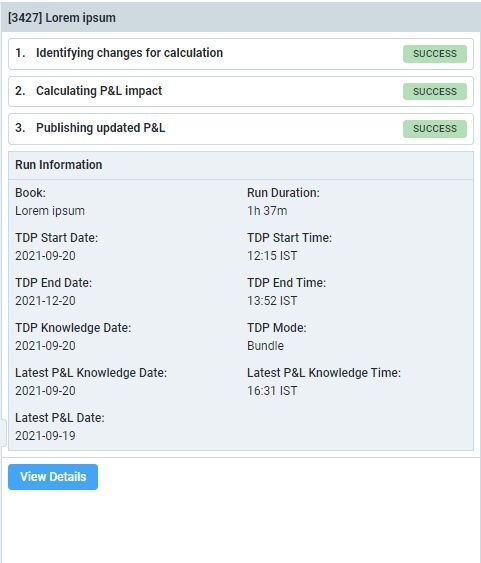 [3427] Lorem ipsum
1. Identifying changes for calculation SUCCESS
2. Calculating P&L impact SUCCESS
3. Publishing updated P&L SUCCESS
Run Information
Book: Run Duration:
Lorem ipsum 1h 37m
TDP Start Date: TDP Start Time:
2021-09-20 12:15 IST
TDP End Date: TDP End Time:
2021-12-20 13:52 IST
TDP Knowledge Date: TDP Mode:
2021-09-20 Bundle
Latest P&L Knowledge Date: Latest P&L Knowledge Time:
2021-09-20 16:31 IST
Latest P&L Date:
2021-09-19
View Details